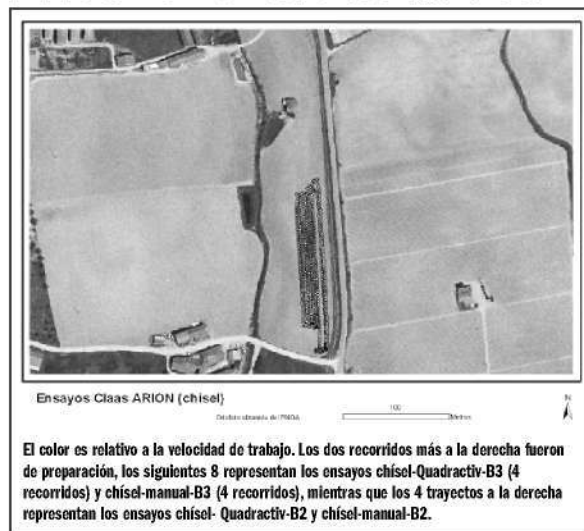 Ensayos Claas ARION (chisel)
100
Metros
N
El color es relativo a la velocidad de trabajo. Los dos recorridos más a la derecha fueron
de preparación, los siguientes 8 representan los ensayos chísel-Quadractiv-B3 (4
recorridos) y chísel-manual-B3 (4 recorridos), mientras que los 4 trayectos a la derecha
representan los ensayos chísel- Quadractiv-B2 y chísel-manual-B2.